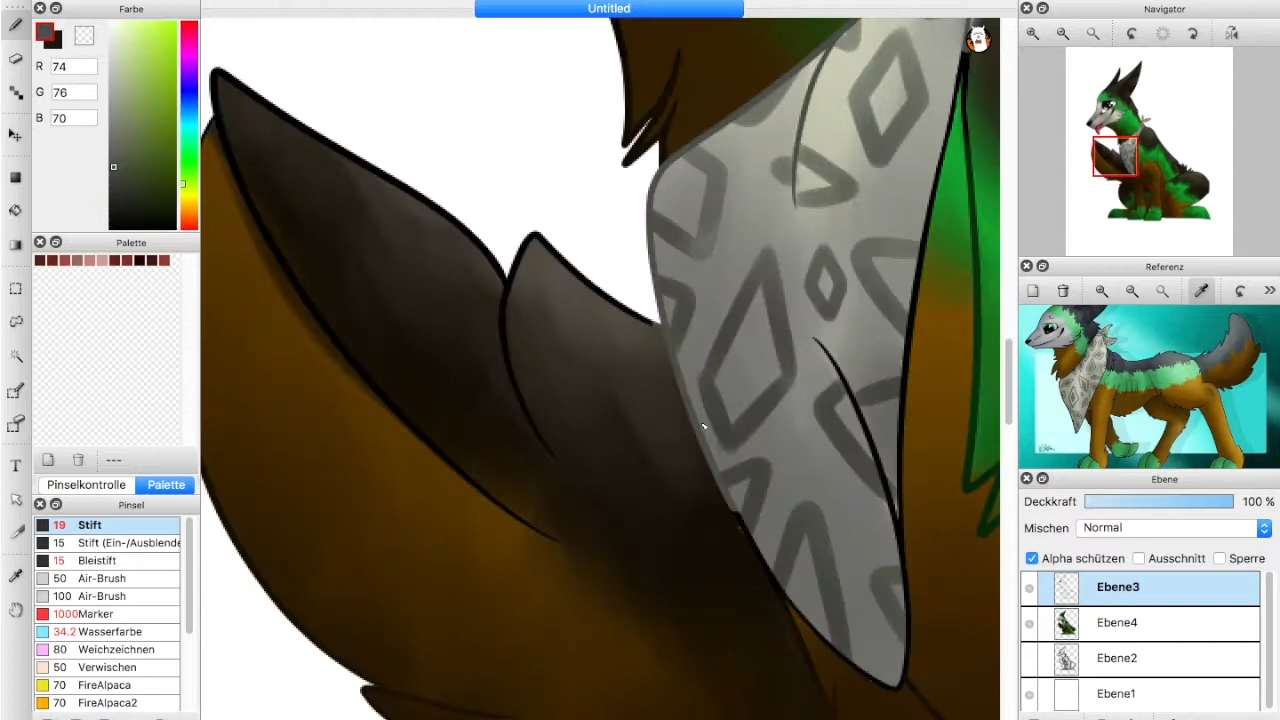 Farbe
Untitled
Navigator
R 74
G 76
B 70
Palette
Referenz
---
Pinselkontrolle Palette
Pinsel
19 Stift
15 Stift (Ein-/Ausblende
15 Bleistift
50 Air-Brush
100 Air-Brush
1000 Marker
34.2 Wasserfarbe
80 Weichzeichnen
50 Verwischen
70 FireAlpaca
70 FireAlpaca2
Ebene
Deckkraft 100 %
Mischen Normal
Alpha schützen Ausschnitt Sperre
Ebene3
Ebene4
Ebene2
Ebene1